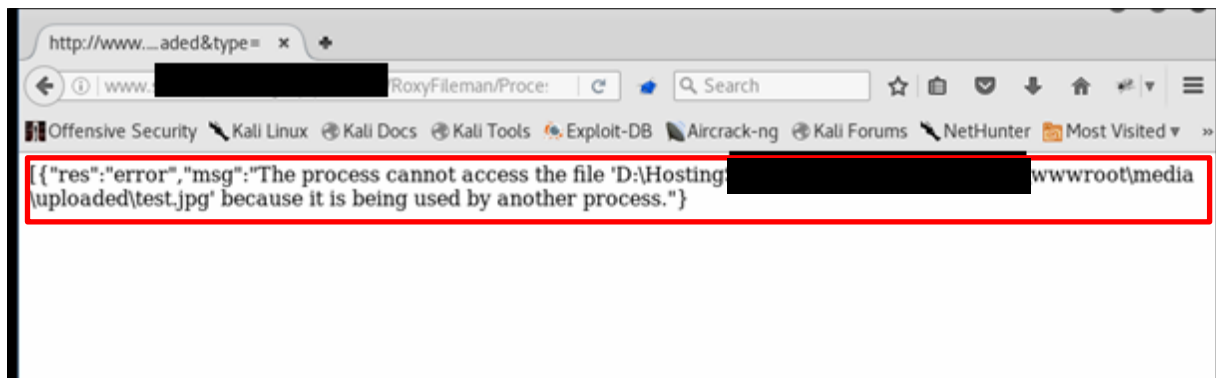 http://www.…aded&type=
www. RoxyFileman/Proce
Search
Offensive Security Kali Linux Kali Docs Kali Tools Exploit-DB Aircrack-ng Kali Forums NetHunter Most Visited
[{"res":"error","msg":"The process cannot access the file 'D:\Hosting wwwroot\media
\uploaded\test.jpg' because it is being used by another process."}